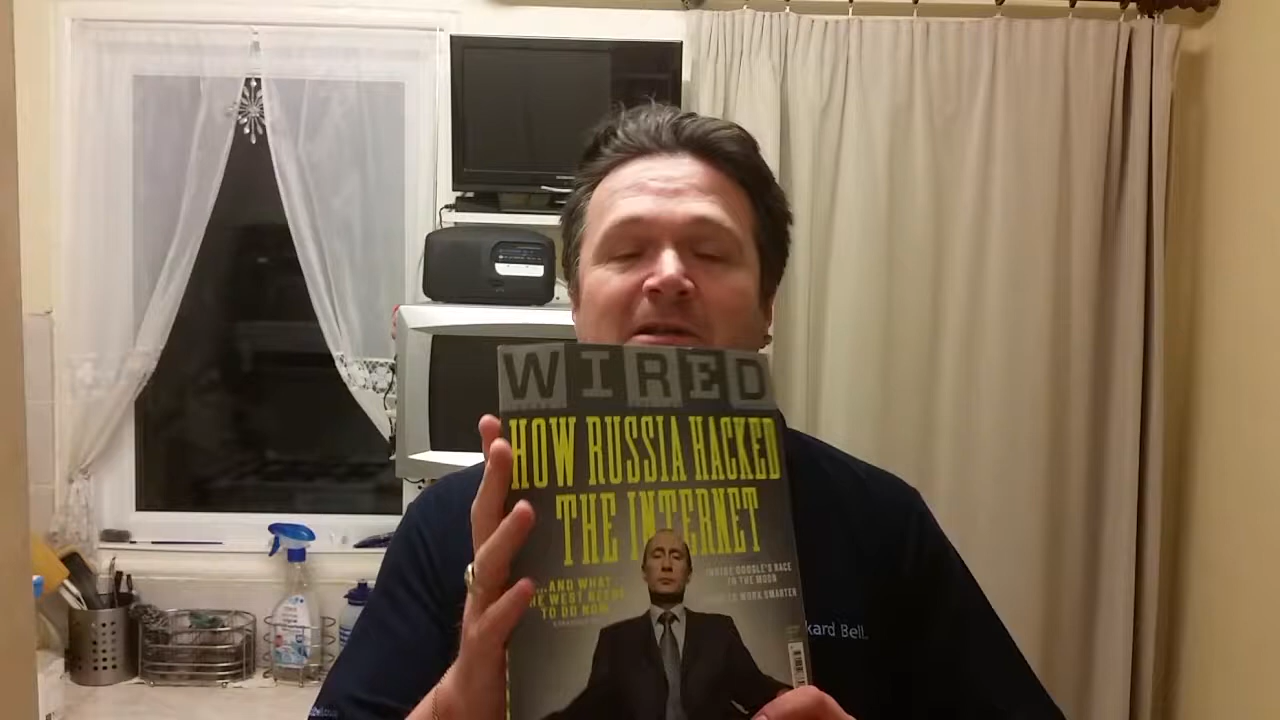 WIRED
HOW RUSSIA HACKED
THE INTERNET
...AND WHAT
THE WEST NEEDS
TO DO NOW
INSIDE GOOGLE'S RACE
TO THE MOON
WORK SMARTER
kard Bell.